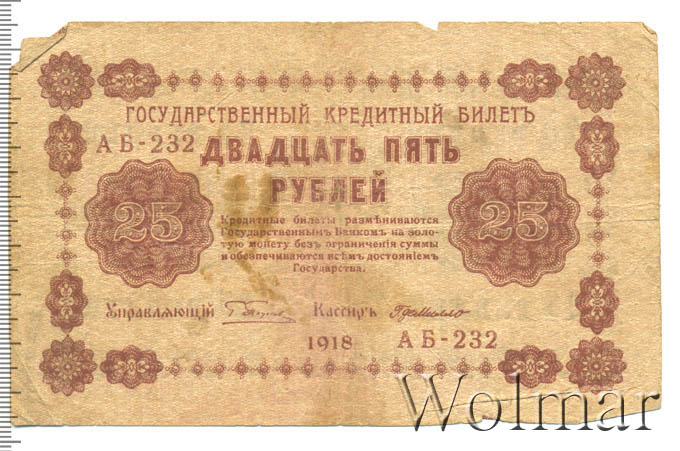 ГОСУДАРСТВЕННЫЙ КРЕДИТНЫЙ БИЛЕТЪ
АБ-232
ДВАДЦАТЬ ПЯТЬ
РУБЛЕЙ
25
25
Кредитные билеты размѣниваются
Государственнымъ Банкомъ на золо-
тую монету безъ ограниченія суммы
и обезпечиваются всѣмъ достояніемъ
Государства.
Управляющій
Кассиръ
1918 АБ-232
Wolmar